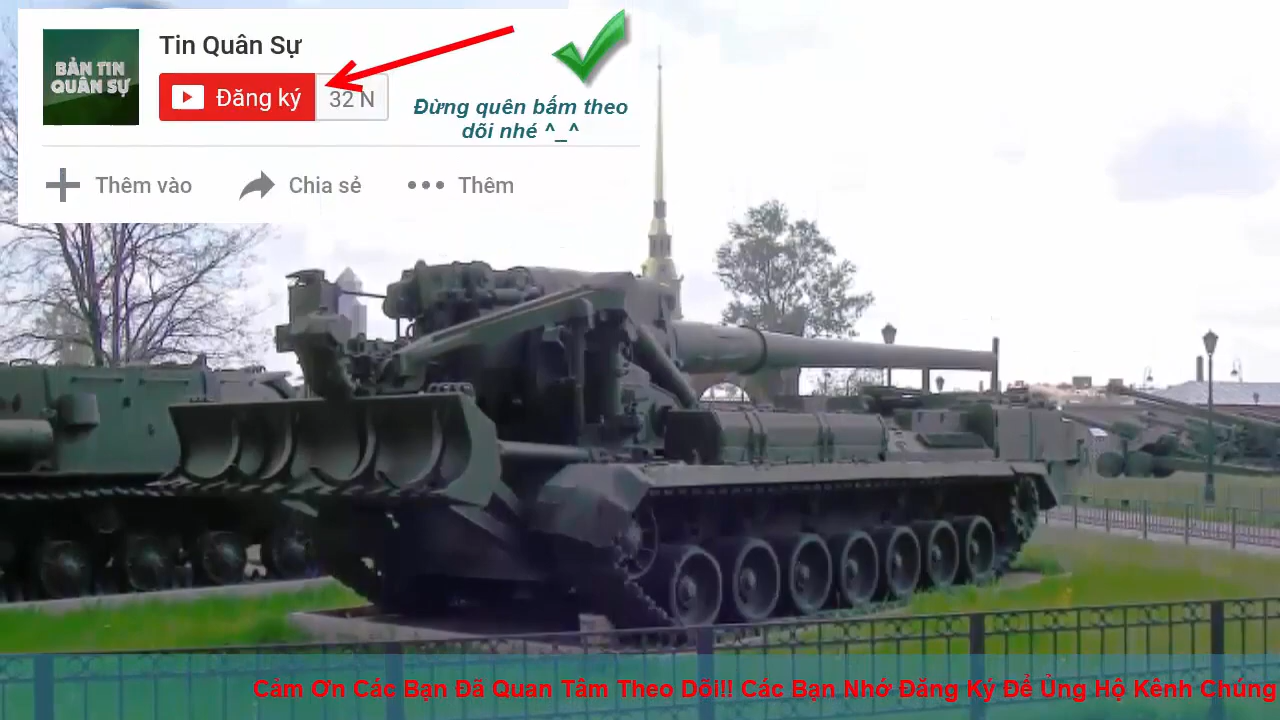 BẢN TIN
QUÂN SỰ
Tin Quân Sự
Đăng ký
32 N
Đừng quên bấm theo
dõi nhé ^_^
Thêm vào
Chia sẻ
Thêm
Cảm Ơn Các Bạn Đã Quan Tâm Theo Dõi!! Các Bạn Nhớ Đăng Ký Để Ủng Hộ Kênh Chúng